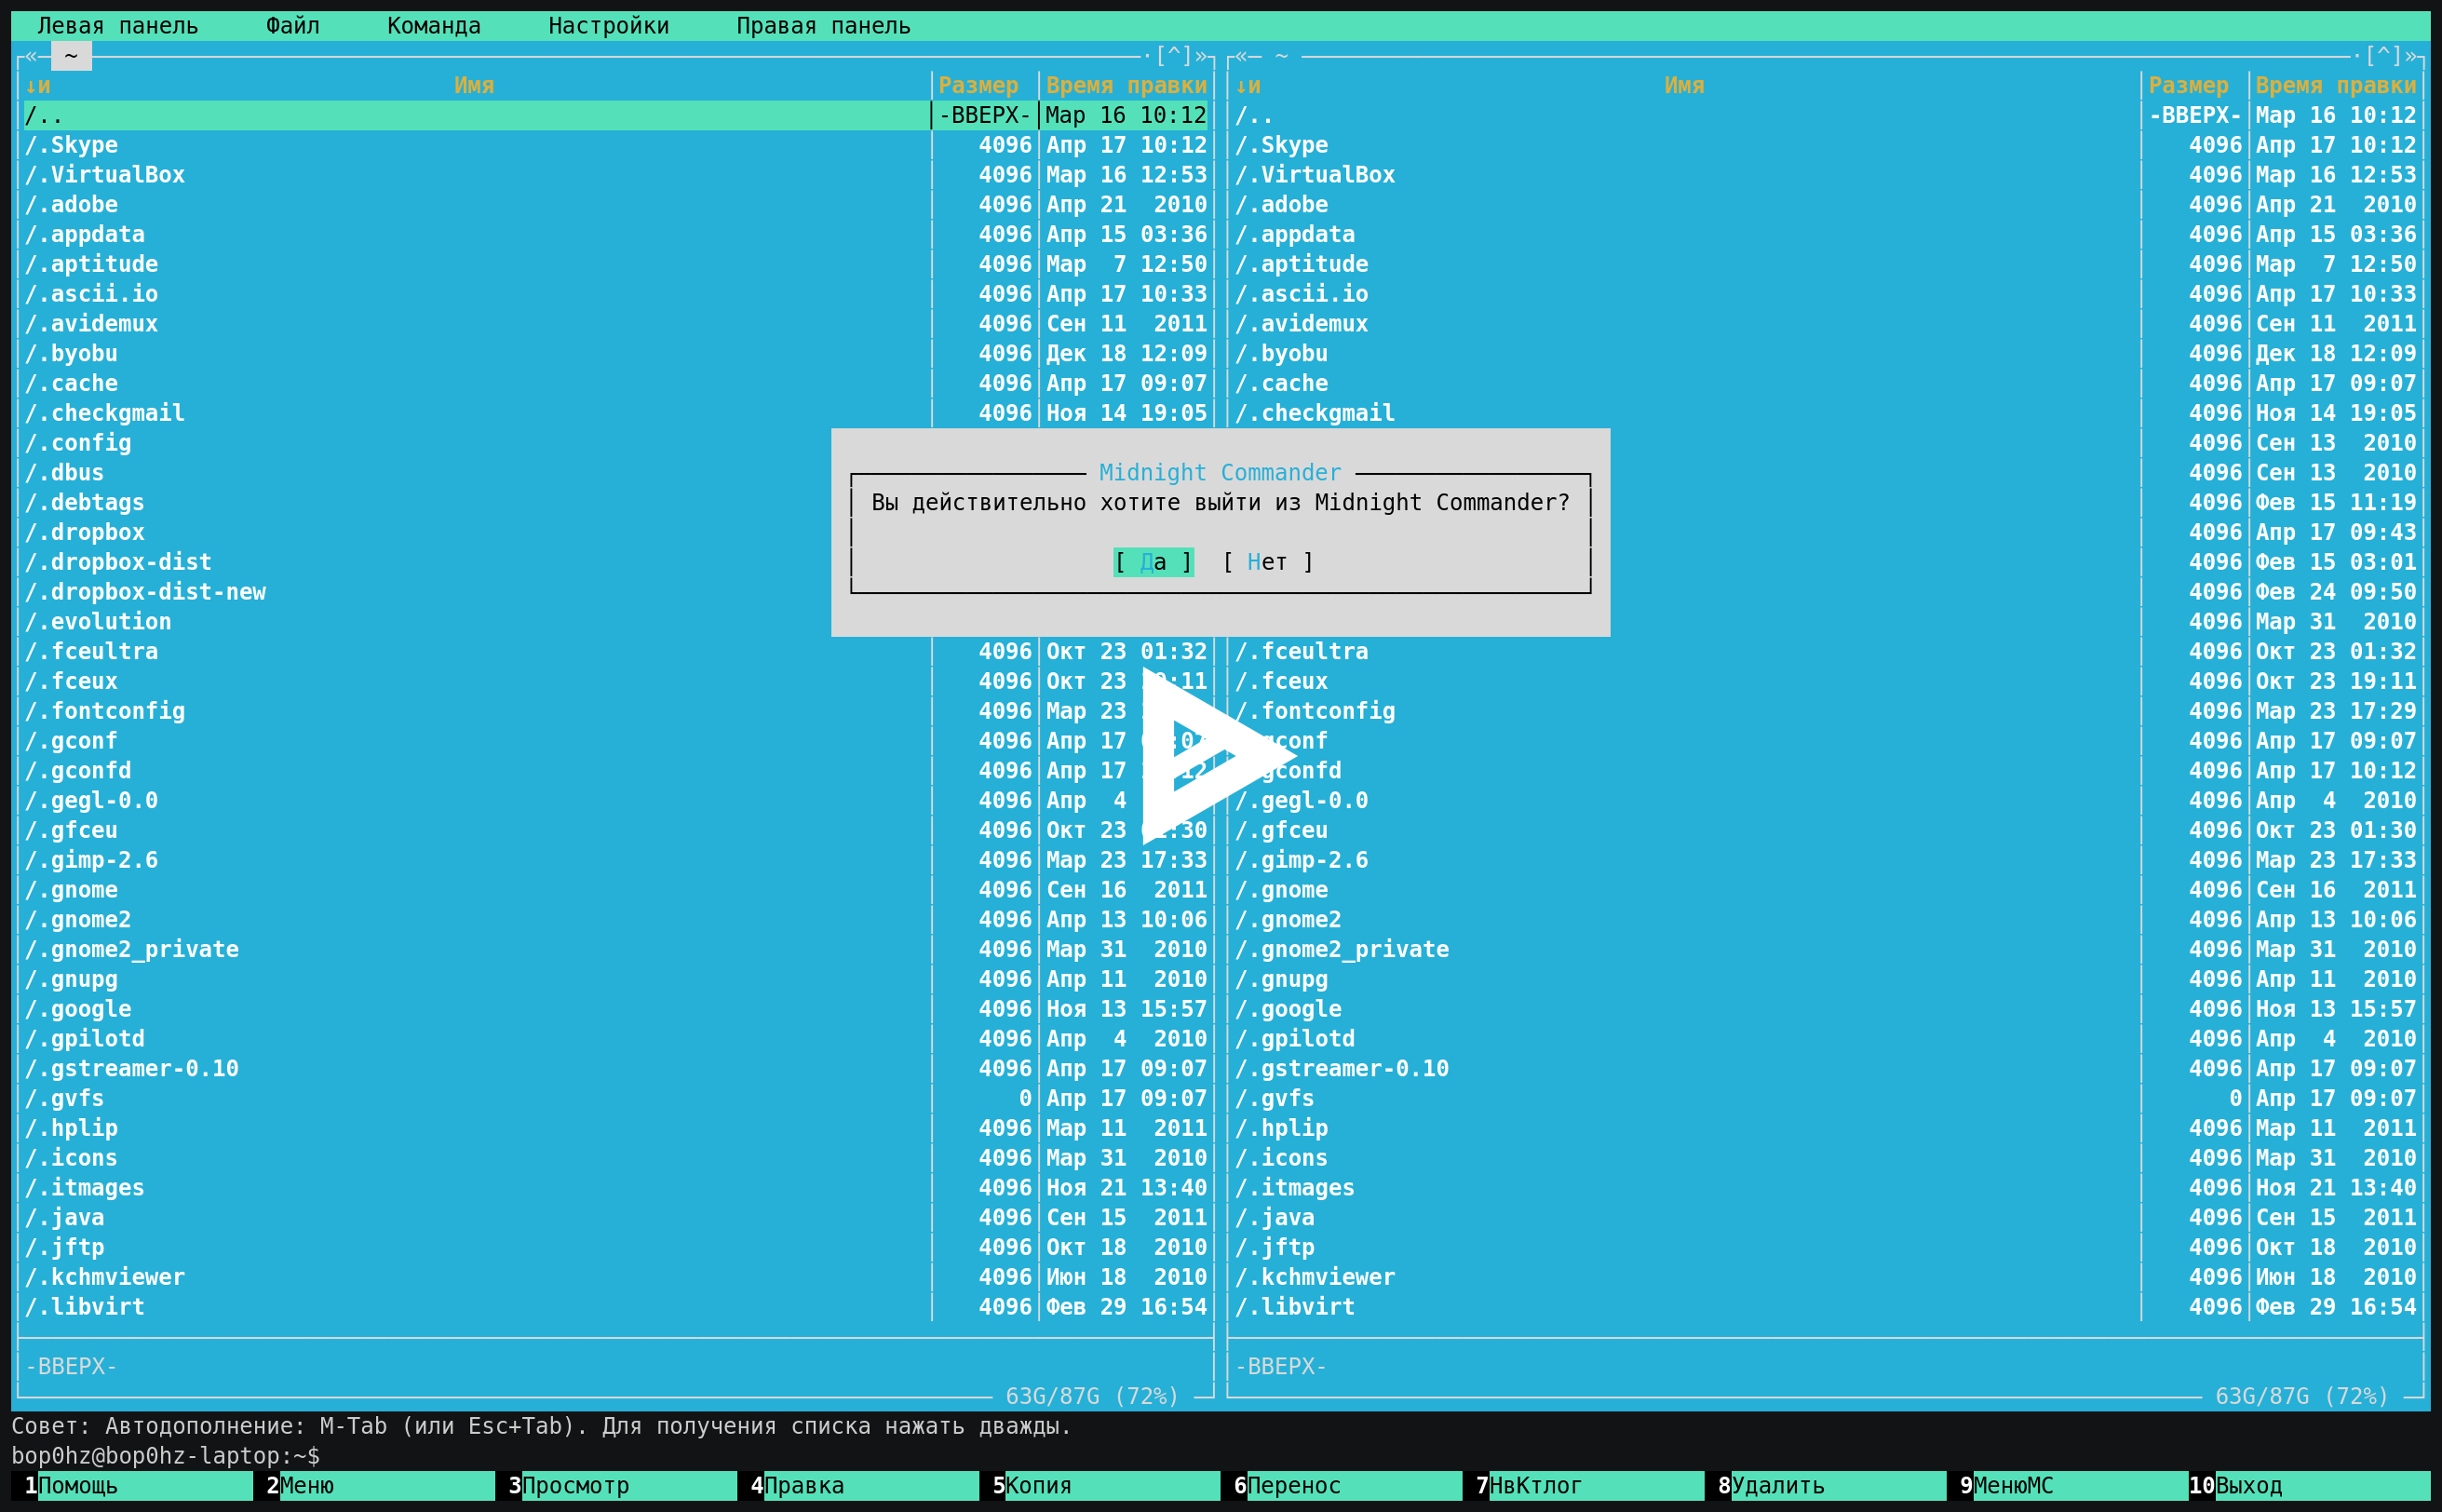 Левая панель     Файл     Команда     Настройки     Правая панель
«─ ~ ─·[^]» «─ ~ ─·[^]»
↓и Имя Размер Время правки ↓и Имя Размер Время правки
/.. -ВВЕРХ- Мар 16 10:12 /.. -ВВЕРХ- Мар 16 10:12
/.Skype 4096 Апр 17 10:12 /.Skype 4096 Апр 17 10:12
/.VirtualBox 4096 Мар 16 12:53 /.VirtualBox 4096 Мар 16 12:53
/.adobe 4096 Апр 21 2010 /.adobe 4096 Апр 21 2010
/.appdata 4096 Апр 15 03:36 /.appdata 4096 Апр 15 03:36
/.aptitude 4096 Мар 7 12:50 /.aptitude 4096 Мар 7 12:50
/.ascii.io 4096 Апр 17 10:33 /.ascii.io 4096 Апр 17 10:33
/.avidemux 4096 Сен 11 2011 /.avidemux 4096 Сен 11 2011
/.byobu 4096 Дек 18 12:09 /.byobu 4096 Дек 18 12:09
/.cache 4096 Апр 17 09:07 /.cache 4096 Апр 17 09:07
/.checkgmail 4096 Ноя 14 19:05 /.checkgmail 4096 Ноя 14 19:05
/.config 4096 Сен 13 2010
/.dbus Midnight Commander 4096 Сен 13 2010
/.debtags Вы действительно хотите выйти из Midnight Commander? 4096 Фев 15 11:19
/.dropbox 4096 Апр 17 09:43
/.dropbox-dist [ Да ] [ Нет ] 4096 Фев 15 03:01
/.dropbox-dist-new 4096 Фев 24 09:50
/.evolution 4096 Мар 31 2010
/.fceultra 4096 Окт 23 01:32 /.fceultra 4096 Окт 23 01:32
/.fceux 4096 Окт 23 /.fceux 4096 Окт 23 19:11
/.fontconfig 4096 Мар 23 /.fontconfig 4096 Мар 23 17:29
/.gconf 4096 Апр 17 gconf 4096 Апр 17 09:07
/.gconfd 4096 Апр 17 gconfd 4096 Апр 17 10:12
/.gegl-0.0 4096 Апр 4 /.gegl-0.0 4096 Апр 4 2010
/.gfceu 4096 Окт 23 /.gfceu 4096 Окт 23 01:30
/.gimp-2.6 4096 Мар 23 17:33 /.gimp-2.6 4096 Мар 23 17:33
/.gnome 4096 Сен 16 2011 /.gnome 4096 Сен 16 2011
/.gnome2 4096 Апр 13 10:06 /.gnome2 4096 Апр 13 10:06
/.gnome2_private 4096 Мар 31 2010 /.gnome2_private 4096 Мар 31 2010
/.gnupg 4096 Апр 11 2010 /.gnupg 4096 Апр 11 2010
/.google 4096 Ноя 13 15:57 /.google 4096 Ноя 13 15:57
/.gpilotd 4096 Апр 4 2010 /.gpilotd 4096 Апр 4 2010
/.gstreamer-0.10 4096 Апр 17 09:07 /.gstreamer-0.10 4096 Апр 17 09:07
/.gvfs 0 Апр 17 09:07 /.gvfs 0 Апр 17 09:07
/.hplip 4096 Мар 11 2011 /.hplip 4096 Мар 11 2011
/.icons 4096 Мар 31 2010 /.icons 4096 Мар 31 2010
/.itmages 4096 Ноя 21 13:40 /.itmages 4096 Ноя 21 13:40
/.java 4096 Сен 15 2011 /.java 4096 Сен 15 2011
/.jftp 4096 Окт 18 2010 /.jftp 4096 Окт 18 2010
/.kchmviewer 4096 Июн 18 2010 /.kchmviewer 4096 Июн 18 2010
/.libvirt 4096 Фев 29 16:54 /.libvirt 4096 Фев 29 16:54
-ВВЕРХ- -ВВЕРХ-
63G/87G (72%) 63G/87G (72%)
Совет: Автодополнение: M-Tab (или Esc+Tab). Для получения списка нажать дважды.
bop0hz@bop0hz-laptop:~$
1Помощь 2Меню 3Просмотр 4Правка 5Копия 6Перенос 7НвКтлог 8Удалить 9МенюMC 10Выход